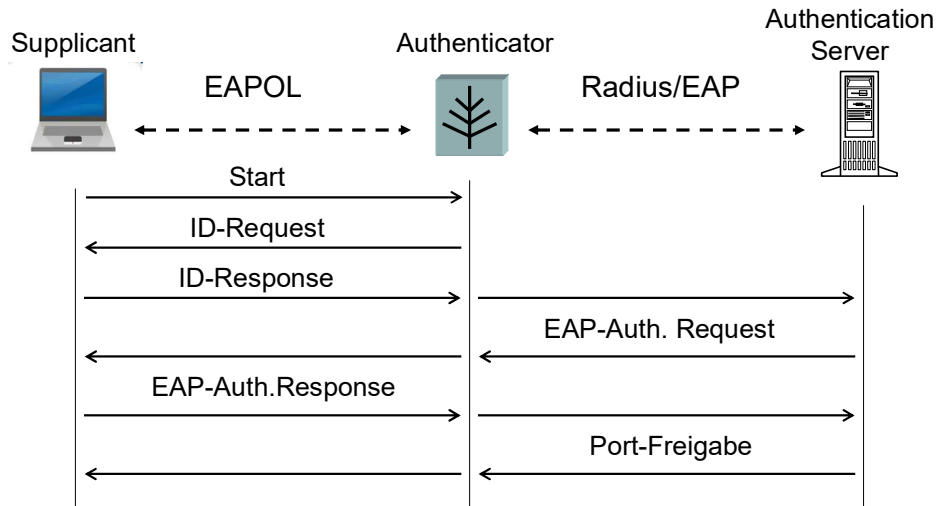 Supplicant
Authenticator
Authentication
Server
EAPOL
Radius/EAP
Start
ID-Request
ID-Response
EAP-Auth. Request
EAP-Auth.Response
Port-Freigabe